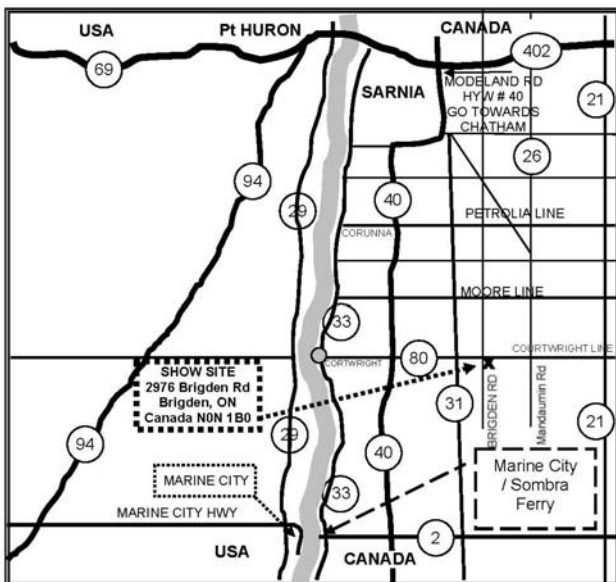 USA
Pt HURON
CANADA
402
69
MODELAND RD
HYW # 40
GO TOWARDS
CHATHAM
SARNIA
21
26
94
29
40
PETROLIA LINE
CORUNNA
MOORE LINE
33
COURTWRIGHT LINE
CORTWRIGHT
80
SHOW SITE
2976 Brigden Rd
Brigden, ON
Canada N0N 1B0
31
BRIGDEN RD
Mandaumin Rd
21
94
29
40
Marine City
/ Sombra
Ferry
MARINE CITY
33
MARINE CITY HWY
2
USA
CANADA